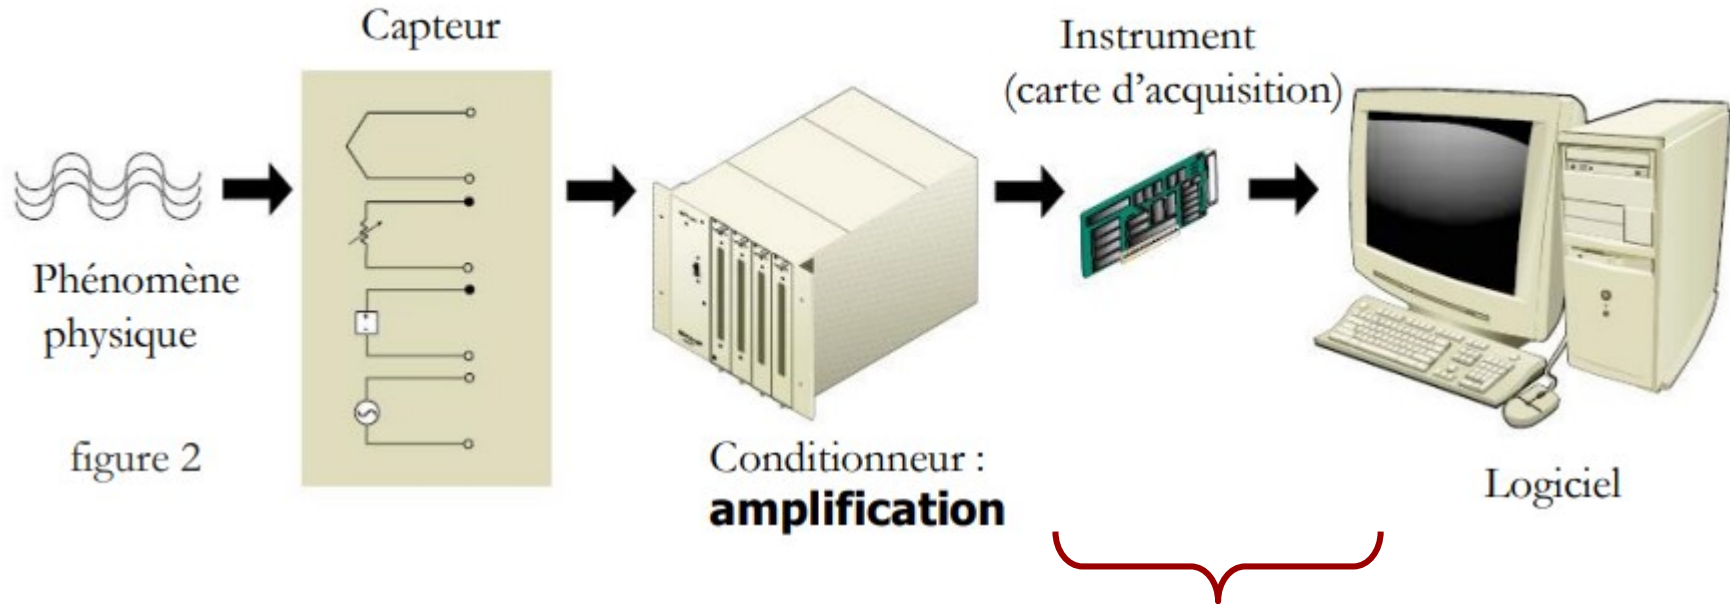 Capteur
Instrument
(carte d'acquisition)
Phénomène
physique
figure 2
Conditionneur :
amplification
Logiciel